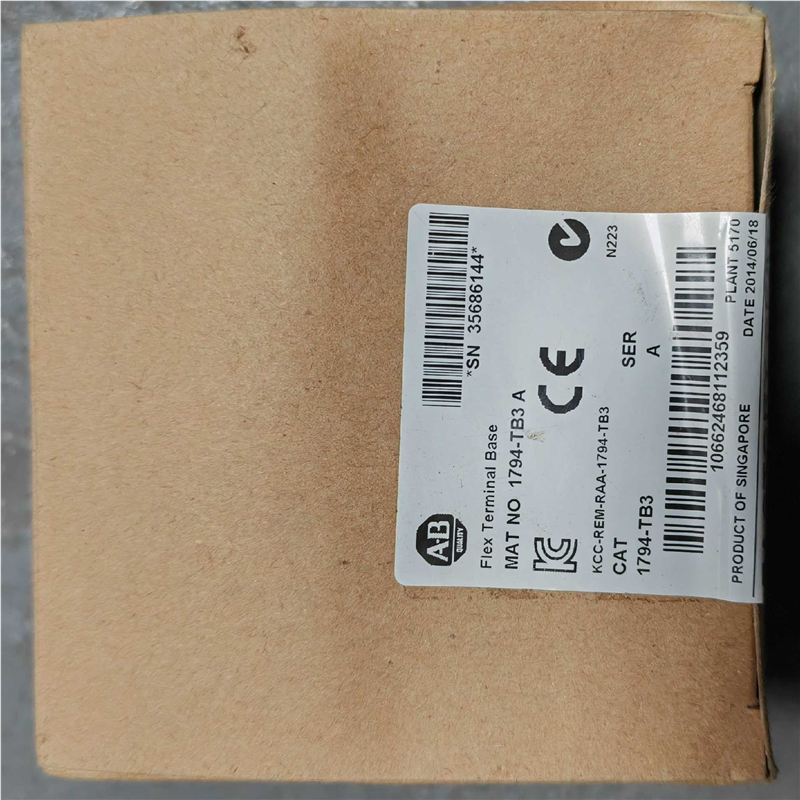 A-B
QUALITY
*SN 35686144*
Flex Terminal Base
MAT NO 1794-TB3 A
N223
KCC-REM-RAA-1794-TB3
CAT
SER
1794-TB3
A
10662468112359
PRODUCT OF SINGAPORE
PLANT 5170
DATE 2014/06/18